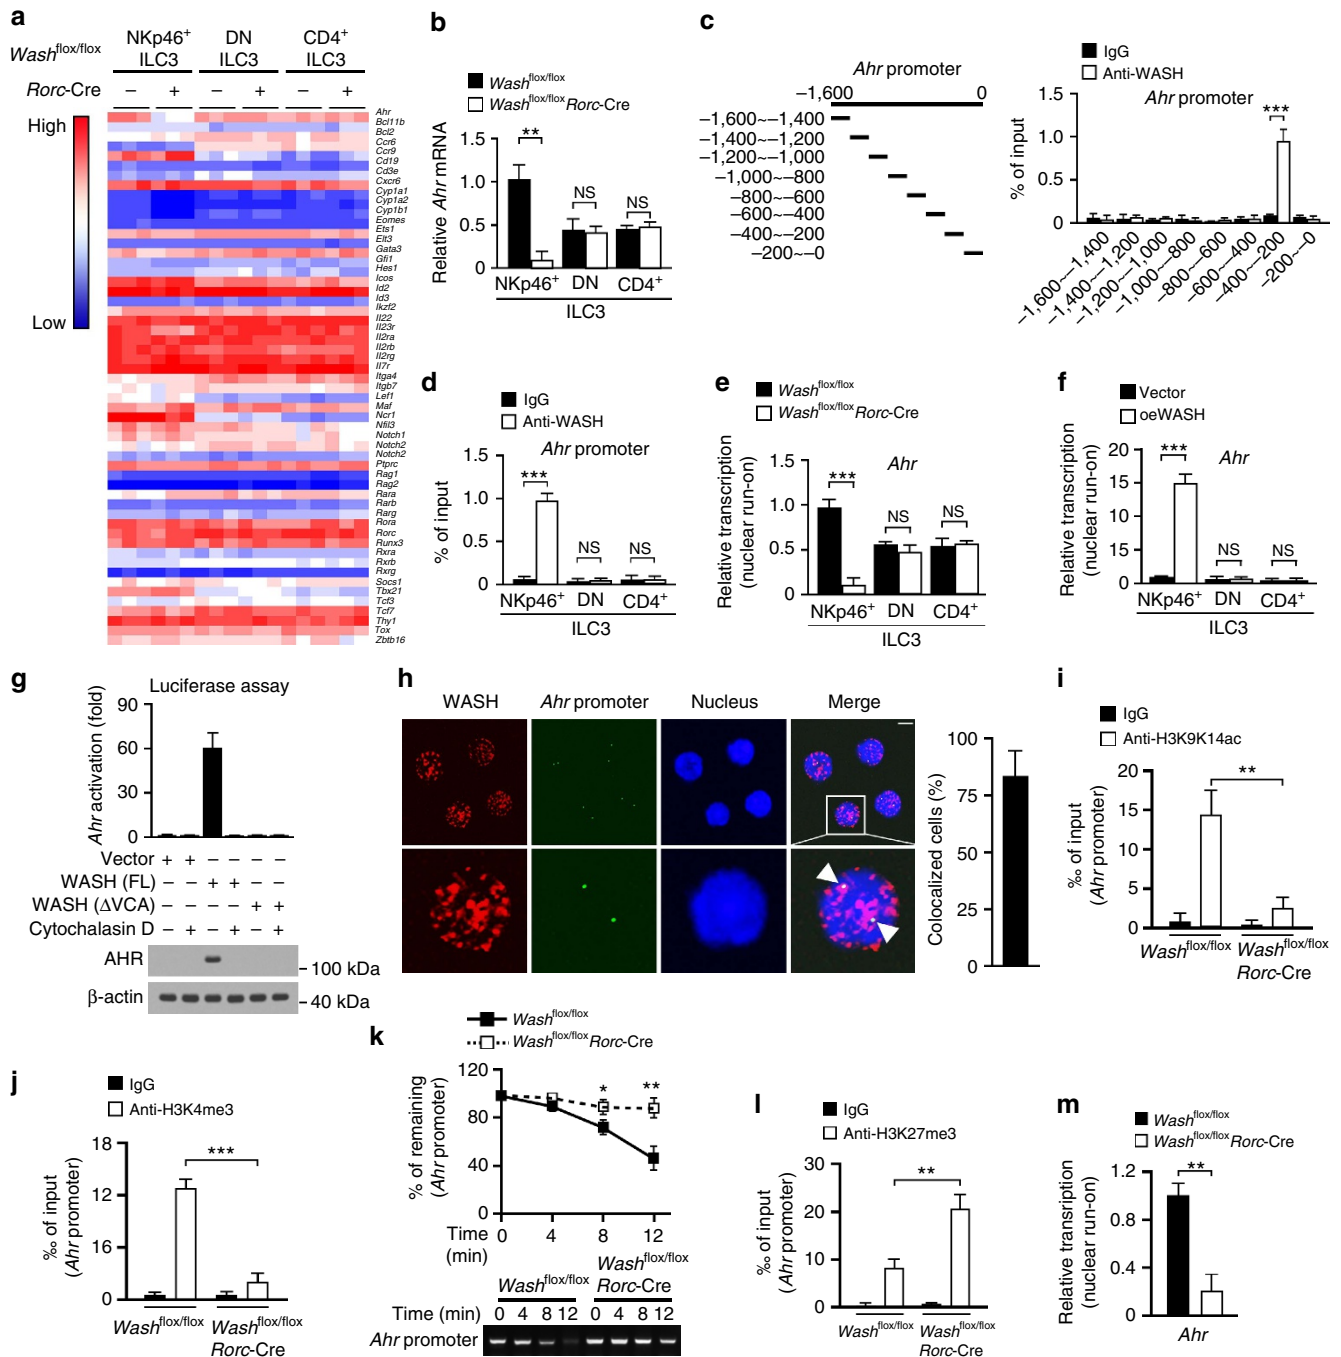 a
Wash^flox/flox
NKp46+ ILC3
DN ILC3
CD4+ ILC3
Rorc-Cre − + − + − +
High
Low
Ahr
Bcl11b
Bcl2
Ccr6
Ccr9
Cd19
Cd3e
Cxcr6
Cyp1a1
Cyp1a2
Cyp1b1
Eomes
Ets1
Elt3
Gata3
Gfi1
Hes1
Icos
Id2
Id3
Ikzf2
Il22
Il23r
Il2ra
Il2rb
Il2rg
Il7r
Itga4
Itgb7
Lef1
Maf
Ncr1
Nfil3
Notch1
Notch2
Notch2
Ptprc
Rag1
Rag2
Rara
Rarb
Rarg
Rora
Rorc
Runx3
Rxra
Rxrb
Rxrg
Socs1
Tbx21
Tcf3
Tcf7
Thy1
Tox
Zbtb16
b
Wash^flox/flox
Wash^flox/flox Rorc-Cre
Relative Ahr mRNA
1.5
1.0
0.5
0
** NS NS
NKp46+ DN CD4+
ILC3
c
Ahr promoter
−1,600 0
−1,600~−1,400
−1,400~−1,200
−1,200~−1,000
−1,000~−800
−800~−600
−600~−400
−400~−200
−200~−0
IgG
Anti-WASH
Ahr promoter
% of input
1.5
1.0
0.5
0
***
−1,600~−1,400
−1,400~−1,200
−1,200~−1,000
−1,000~−800
−800~−600
−600~−400
−400~−200
−200~−0
d
IgG
Anti-WASH
Ahr promoter
% of input
1.5
1.0
0.5
0
*** NS NS
NKp46+ DN CD4+
ILC3
e
Wash^flox/flox
Wash^flox/flox Rorc-Cre
Ahr
Relative transcription
(nuclear run-on)
1.5
1.0
0.5
0
*** NS NS
NKp46+ DN CD4+
ILC3
f
Vector
oeWASH
Ahr
Relative transcription
(nuclear run-on)
20
15
10
15
5
0
*** NS NS
NKp46+ DN CD4+
ILC3
g
Luciferase assay
Ahr activation (fold)
90
60
30
0
Vector + + − − − −
WASH (FL) − − + + − −
WASH (ΔVCA) − − − − + +
Cytochalasin D − + − + − +
AHR
100 kDa
β-actin
40 kDa
h
WASH
Ahr promoter
Nucleus
Merge
Colocalized cells (%)
100
75
50
25
0
i
IgG
Anti-H3K9K14ac
‰ of input
(Ahr promoter)
20
15
10
5
0
**
Wash^flox/flox
Wash^flox/flox Rorc-Cre
j
IgG
Anti-H3K4me3
‰ of input
(Ahr promoter)
18
12
16
0
***
Wash^flox/flox
Wash^flox/flox Rorc-Cre
k
Wash^flox/flox
Wash^flox/flox Rorc-Cre
% of remaining
(Ahr promoter)
120
80
40
0
* **
Time (min)
0 4 8 12
Wash^flox/flox
Wash^flox/flox Rorc-Cre
Time (min) 0 4 8 12 0 4 8 12
Ahr promoter
l
IgG
Anti-H3K27me3
‰ of input
(Ahr promoter)
30
20
10
0
**
Wash^flox/flox
Wash^flox/flox Rorc-Cre
m
Wash^flox/flox
Wash^flox/flox Rorc-Cre
Relative transcription
(nuclear run-on)
1.2
0.8
0.4
0
**
Ahr